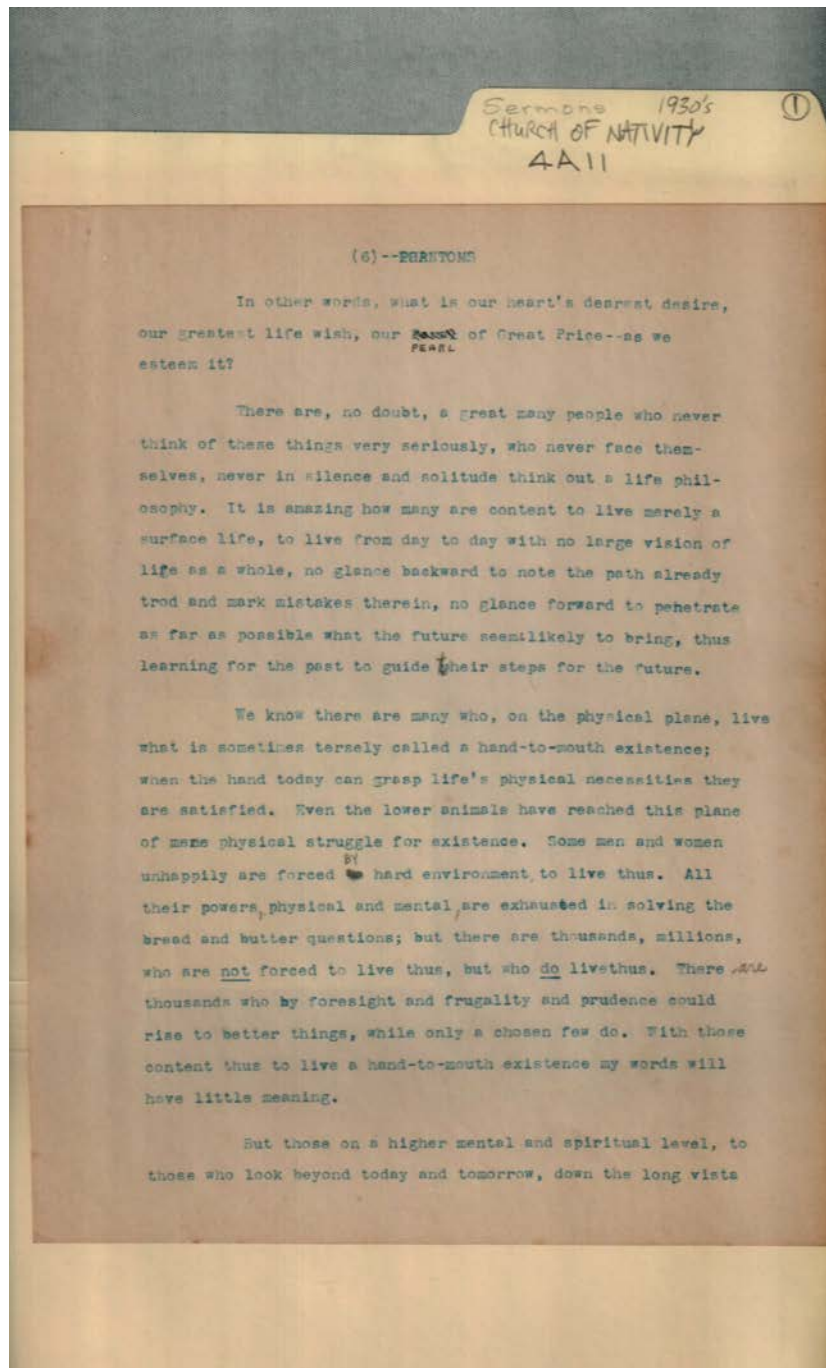 Sermons 1930's ①
CHURCH OF NATIVITY
4A11
(6)--PHANTOMS
In other words, what is our heart's dearest desire,
our greatest life wish, our of Great Price--as we
PEARL
esteem it?
There are, no doubt, a great many people who never
think of these things very seriously, who never face them-
selves, never in silence and solitude think out a life phil-
osophy. It is amazing how many are content to live merely a
surface life, to live from day to day with no large vision of
life as a whole, no glance backward to note the path already
trod and mark mistakes therein, no glance forward to pehetrate
as far as possible what the future seemilikely to bring, thus
learning for the past to guide their steps for the future.
We know there are many who, on the physical plane, live
what is sometimes tersely called a hand-to-mouth existence;
when the hand today can grasp life's physical necessities they
are satisfied. Even the lower animals have reached this plane
of mere physical struggle for existence. Some men and women
BY
unhappily are forced hard environment, to live thus. All
their powers, physical and mental, are exhausted in solving the
bread and butter questions; but there are thousands, millions,
who are not forced to live thus, but who do livethus. There are
thousands who by foresight and frugality and prudence could
rise to better things, while only a chosen few do. With those
content thus to live a hand-to-mouth existence my words will
have little meaning.
But those on a higher mental and spiritual level, to
those who look beyond today and tomorrow, down the long vista